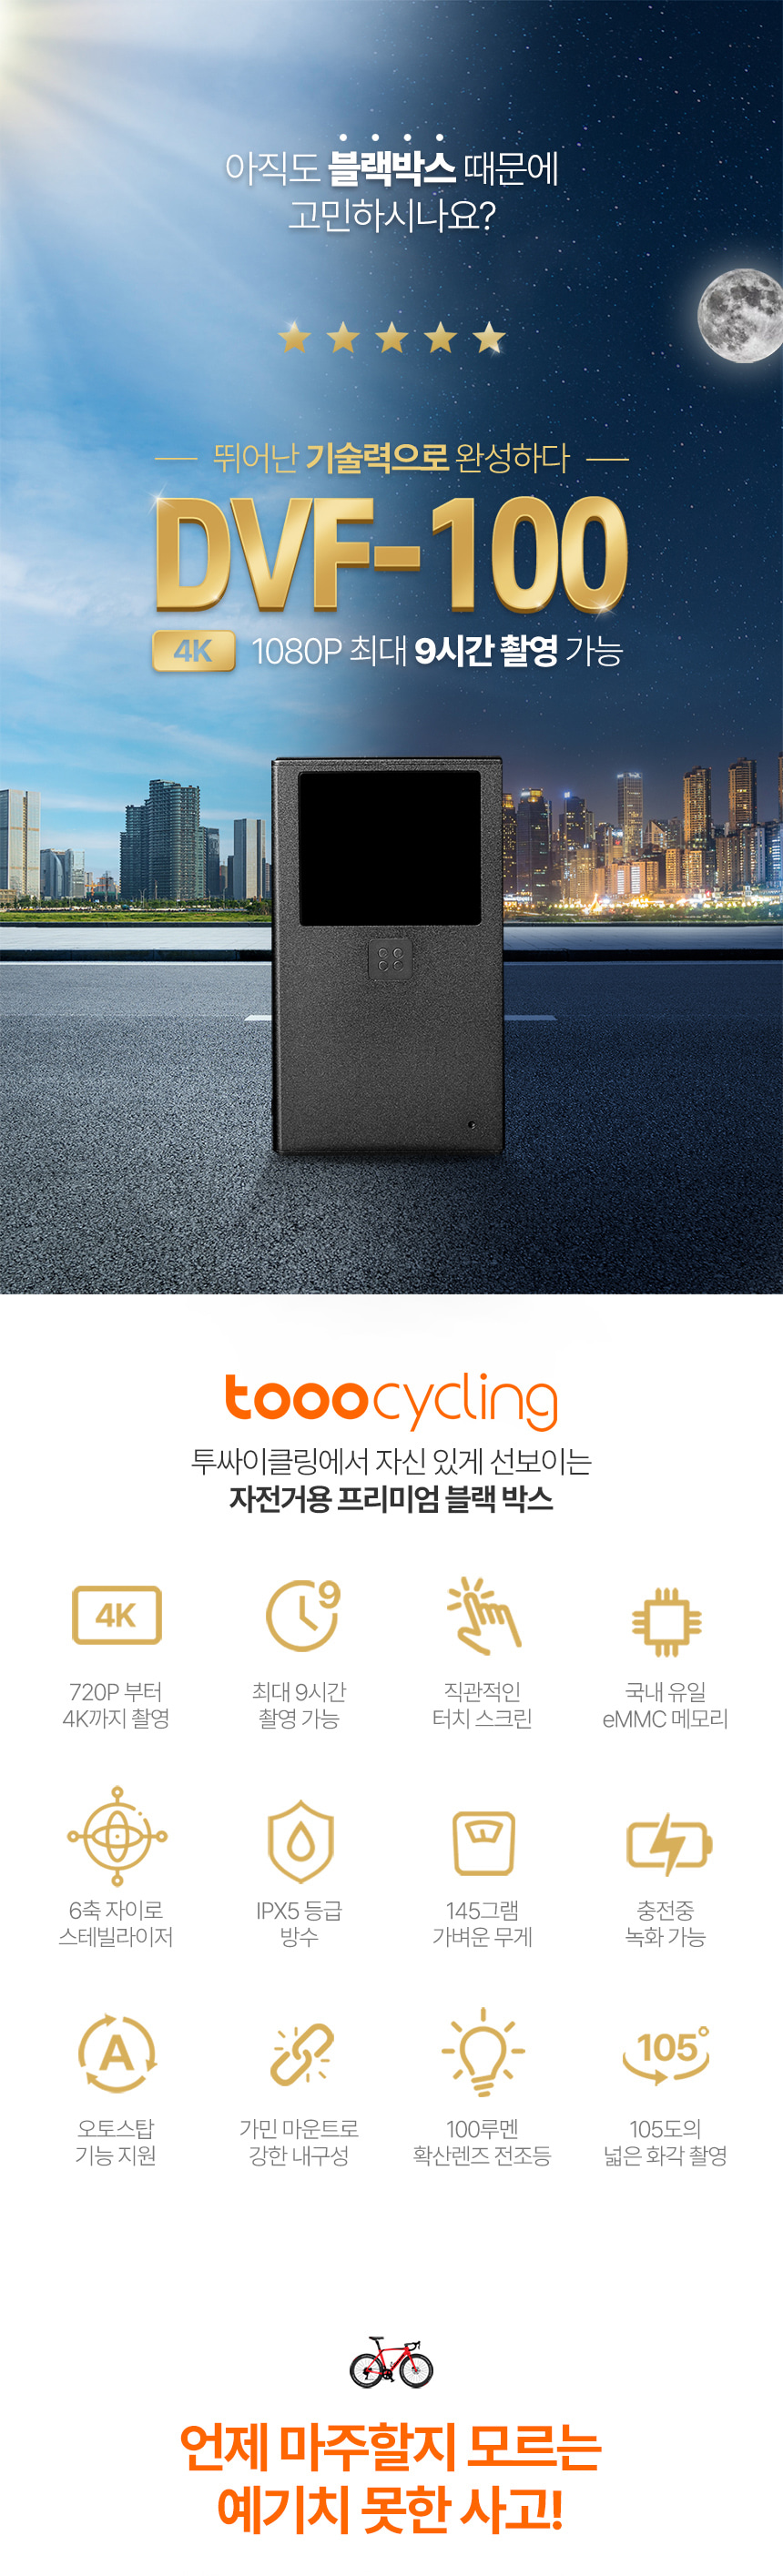 아직도 블랙박스 때문에
고민하시나요?
뛰어난 기술력으로 완성하다
DVF-100
4K 1080P 최대 9시간 촬영 가능
tooocycling
투싸이클링에서 자신 있게 선보이는
자전거용 프리미엄 블랙 박스
4K
9
720P 부터
4K까지 촬영
최대 9시간
촬영 가능
직관적인
터치 스크린
국내 유일
eMMC 메모리
6축 자이로
스테빌라이저
IPX5 등급
방수
145그램
가벼운 무게
충전중
녹화 가능
A
105°
오토스탑
기능 지원
가민 마운트로
강한 내구성
100루멘
확산렌즈 전조등
105도의
넓은 화각 촬영
언제 마주할지 모르는
예기치 못한 사고!